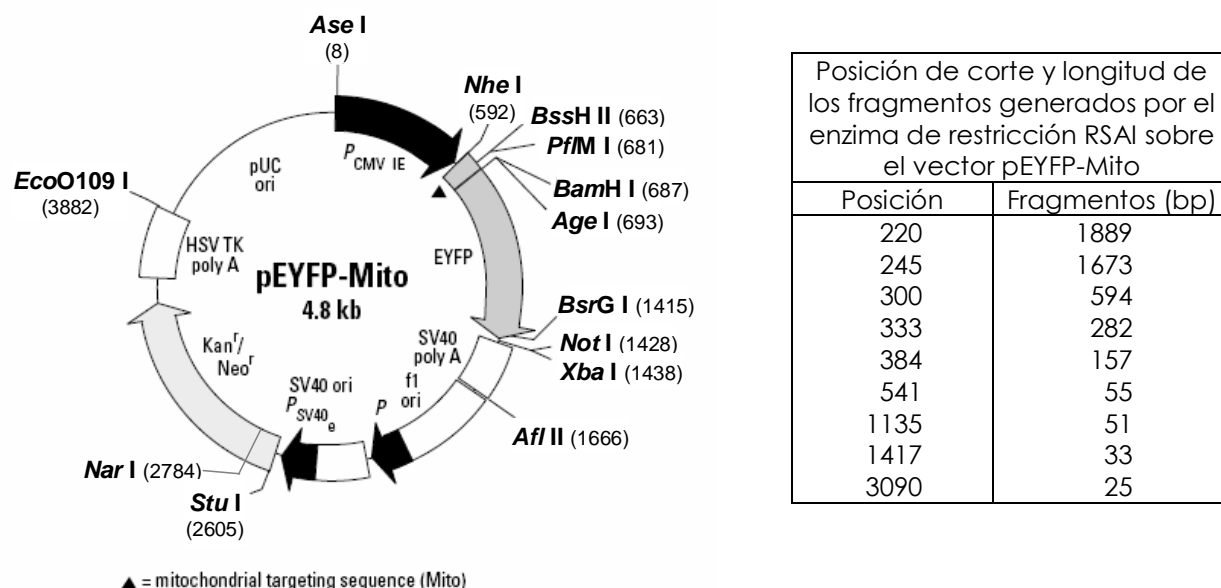 Ase I
(8)
Nhe I
(592)
BssH II (663)
PflM I (681)
BamH I (687)
Age I (693)
PCMV IE
pUC
ori
EcoO109 I
(3882)
HSV TK
poly A
EYFP
pEYFP-Mito
4.8 kb
BsrG I (1415)
Not I (1428)
Xba I (1438)
SV40
poly A
f1
ori
P
SV40 ori
PSV40e
Kanr/
Neor
Afl II (1666)
Nar I (2784)
Stu I
(2605)
▲ = mitochondrial targeting sequence (Mito)
Posición de corte y longitud de
los fragmentos generados por el
enzima de restricción RSAI sobre
el vector pEYFP-Mito
Posición Fragmentos (bp)
220 1889
245 1673
300 594
333 282
384 157
541 55
1135 51
1417 33
3090 25